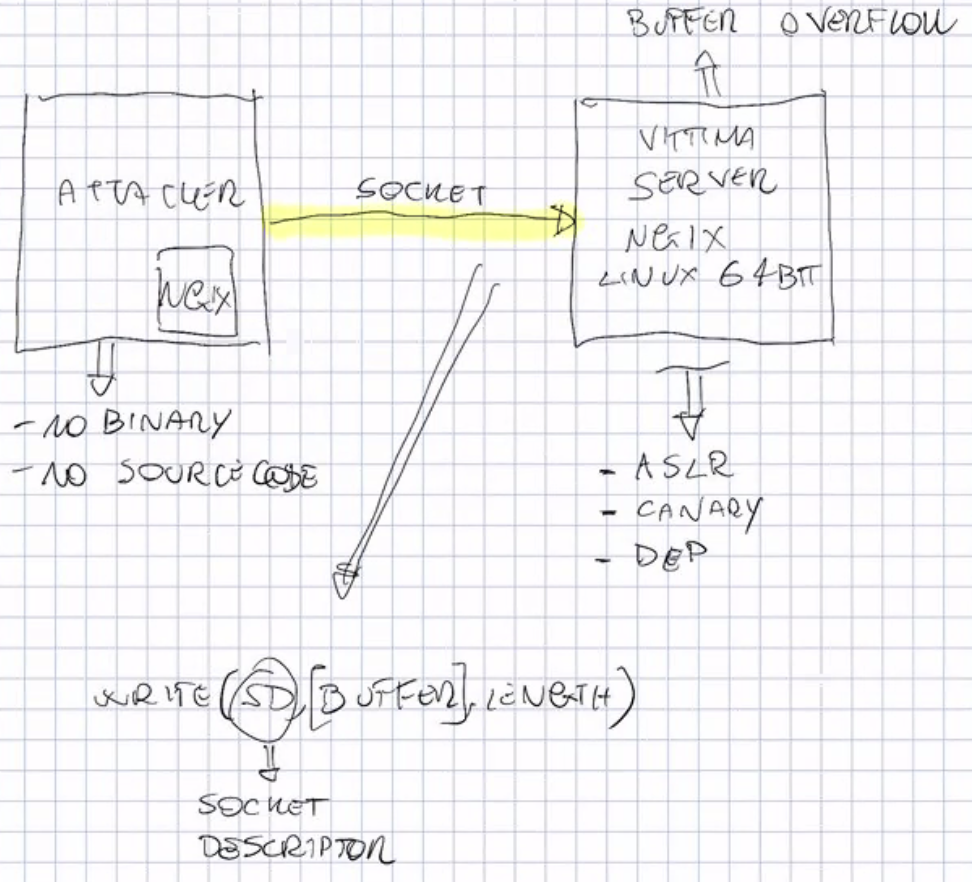 BUFFER OVERFLOW
ATTACKER
NGIX
SOCKET
VITTIMA
SERVER
NGIX
LINUX 64BIT
- NO BINARY
- NO SOURCE CODE
- ASLR
- CANARY
- DEP
WRITE(SD,[BUFFER],LENGTH)
SOCKET
DESCRIPTOR